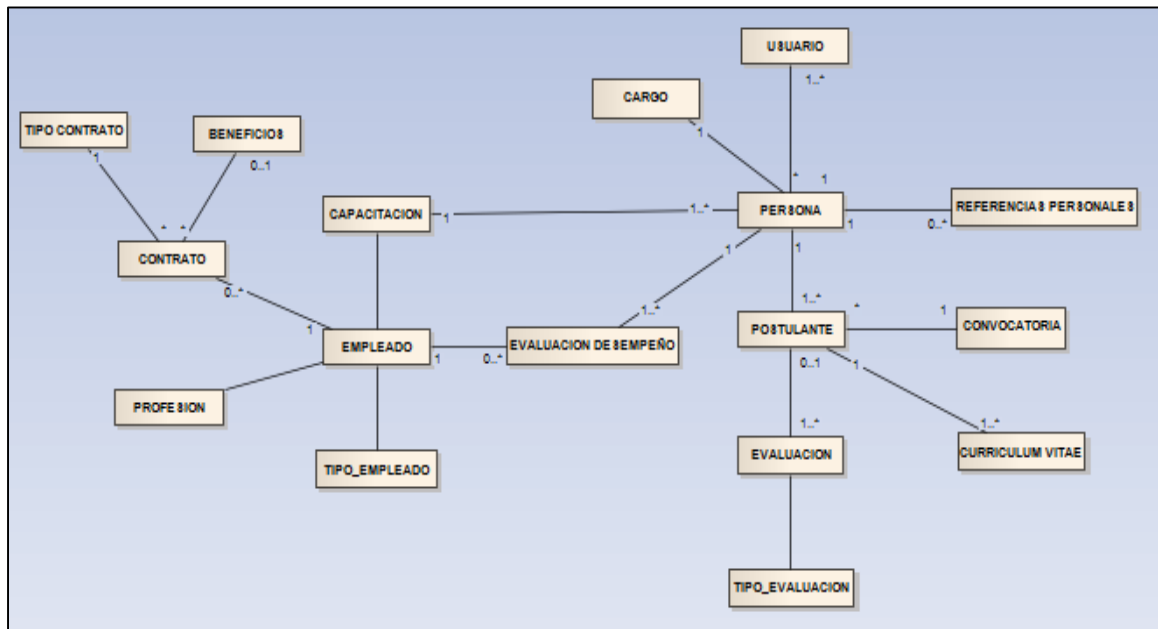 USUARIO
1..*
CARGO
1
TIPO CONTRATO
1
BENEFICIOS
0..1
* 1
CAPACITACION
1
1..*
PERSONA
1
0..*
REFERENCIAS PERSONALES
* *
CONTRATO
0..*
1
1
1..*
1..*
*
1
POSTULANTE
CONVOCATORIA
1
EMPLEADO
1
0..*
EVALUACION DESEMPEÑO
0..1
1
PROFESION
1..*
1..*
TIPO_EMPLEADO
EVALUACION
CURRICULUM VITAE
TIPO_EVALUACION